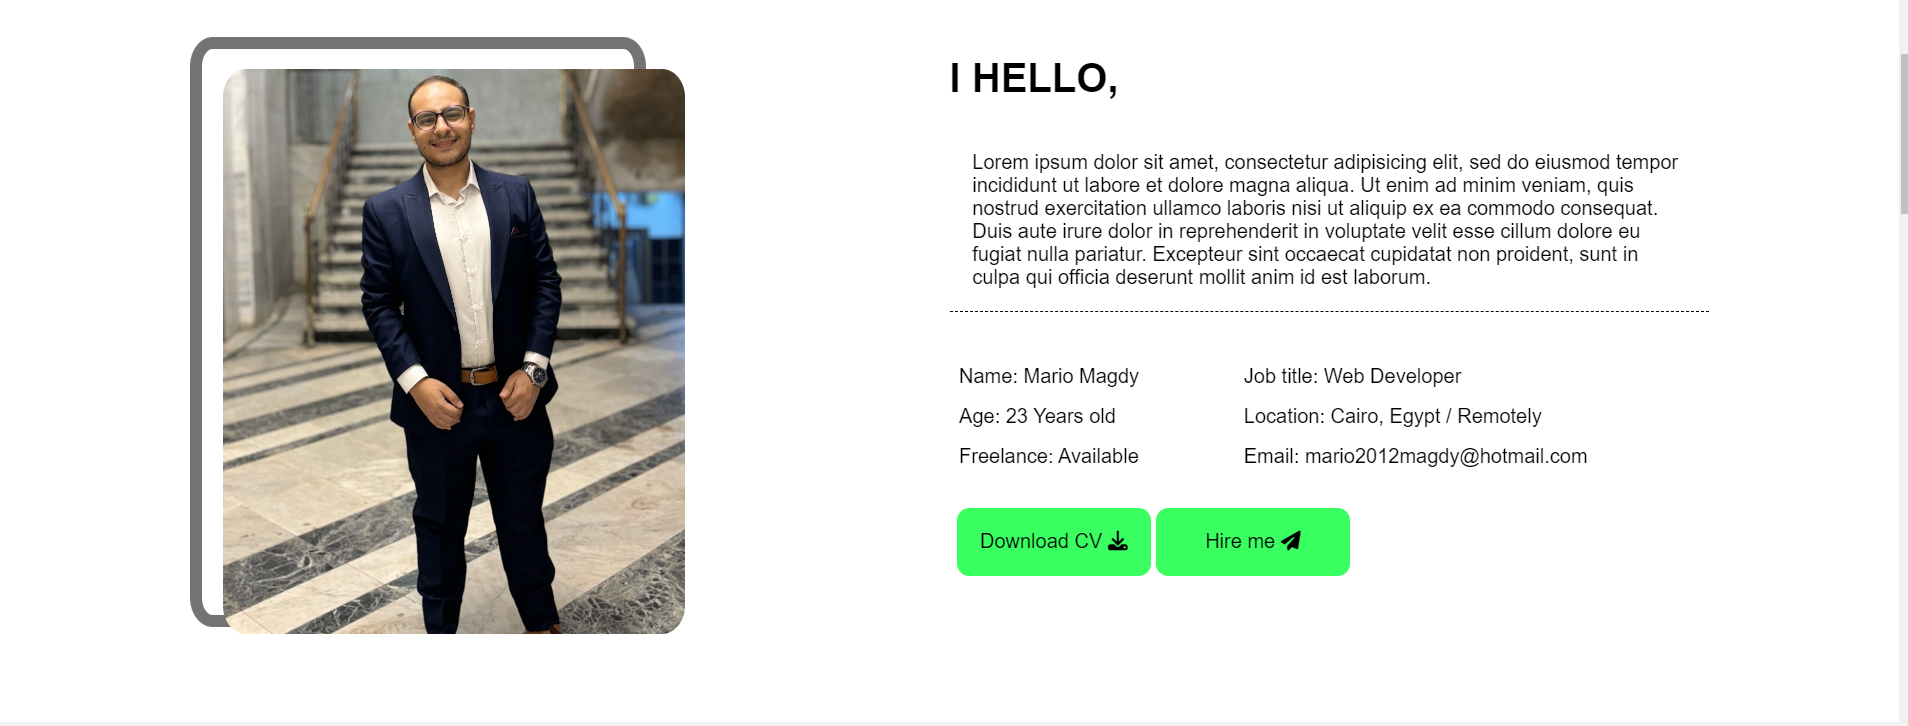 I HELLO,
Lorem ipsum dolor sit amet, consectetur adipisicing elit, sed do eiusmod tempor
incididunt ut labore et dolore magna aliqua. Ut enim ad minim veniam, quis
nostrud exercitation ullamco laboris nisi ut aliquip ex ea commodo consequat.
Duis aute irure dolor in reprehenderit in voluptate velit esse cillum dolore eu
fugiat nulla pariatur. Excepteur sint occaecat cupidatat non proident, sunt in
culpa qui officia deserunt mollit anim id est laborum.
Name: Mario Magdy
Job title: Web Developer
Age: 23 Years old
Location: Cairo, Egypt / Remotely
Freelance: Available
Email: mario2012magdy@hotmail.com
Download CV
Hire me